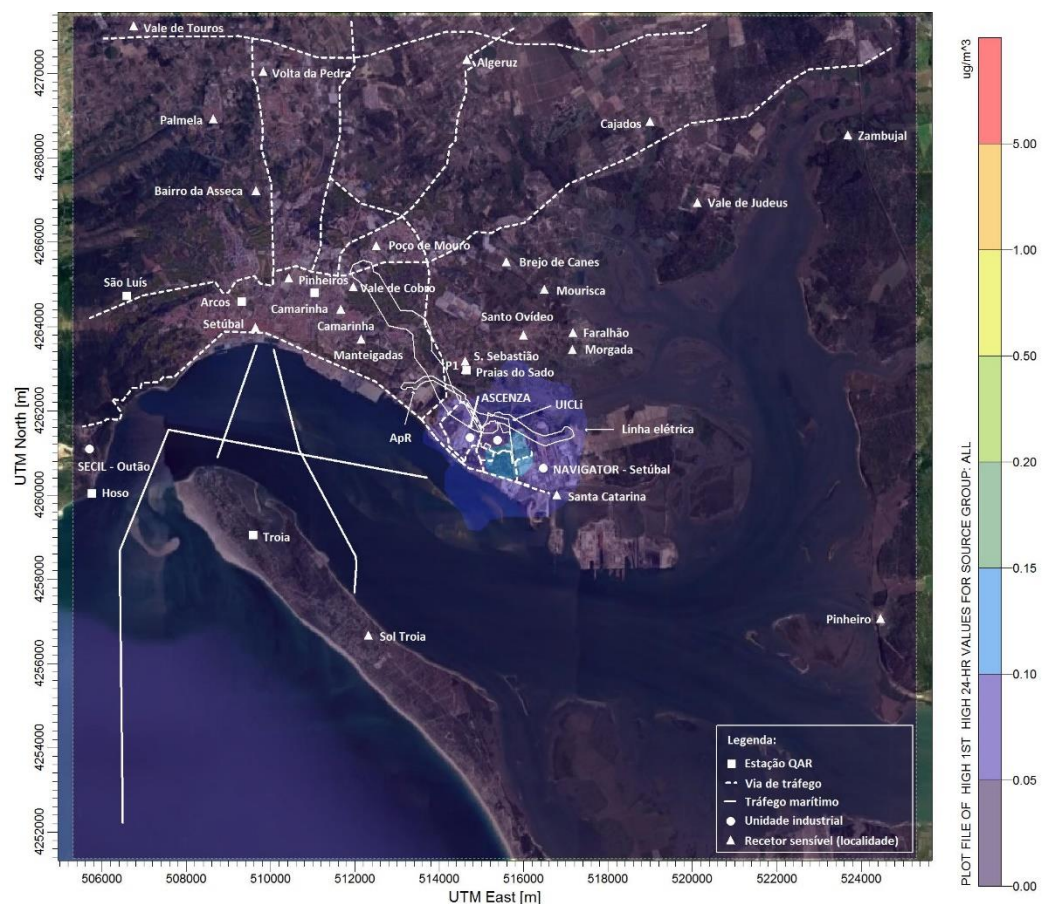 Vale de Touros
Volta da Pedra
Algeruz
Palmela
Cajados
Zambujal
Bairro da Asseca
Vale de Judeus
Poço de Mouro
Brejo de Canes
São Luís
Pinheiros
Vale de Cobro
Mourisca
Arcos
Camarinha
Camarinha
Santo Ovídeo
Setúbal
Faralhão
Manteigadas
Morgada
S. Sebastião
P1
Praias do Sado
ASCENZA
UICLi
ApR
Linha elétrica
SECIL - Outão
NAVIGATOR - Setúbal
Hoso
Santa Catarina
Troia
Pinheiro
Sol Troia
Legenda:
Estação QAR
Via de tráfego
Tráfego marítimo
Unidade industrial
Recetor sensível (localidade)
UTM North [m]
4270000
4268000
4266000
4264000
4262000
4260000
4258000
4256000
4254000
4252000
506000 508000 510000 512000 514000 516000 518000 520000 522000 524000
UTM East [m]
PLOT FILE OF HIGH 1ST HIGH 24-HR VALUES FOR SOURCE GROUP: ALL
ug/m^3
5.00
1.00
0.50
0.20
0.15
0.10
0.05
0.00